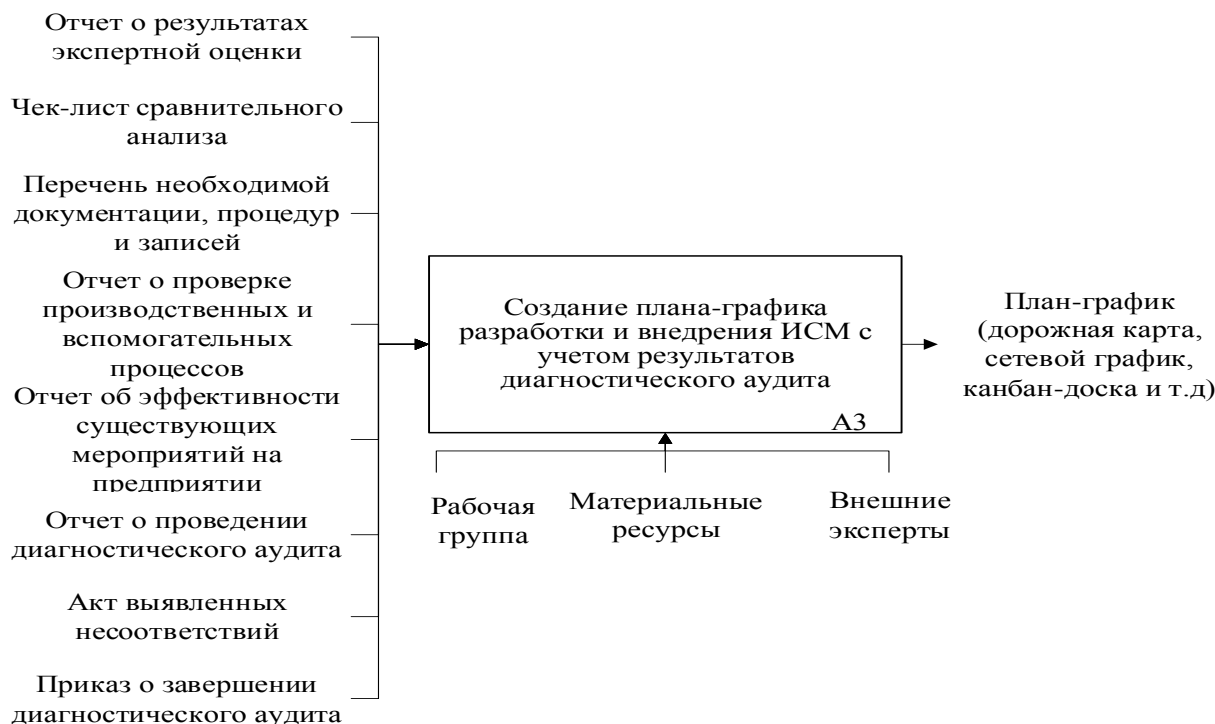 Отчет о результатах
экспертной оценки
Чек-лист сравнительного
анализа
Перечень необходимой
документации, процедур
и записей
Отчет о проверке
производственных и
вспомогательных
процессов
Отчет об эффективности
существующих
мероприятий на
предприятии
Отчет о проведении
диагностического аудита
Акт выявленных
несоответствий
Приказ о завершении
диагностического аудита
Создание плана-графика
разработки и внедрения ИСМ с
учетом результатов
диагностического аудита
А3
Рабочая
группа
Материальные
ресурсы
Внешние
эксперты
План-график
(дорожная карта,
сетевой график,
канбан-доска и т.д)